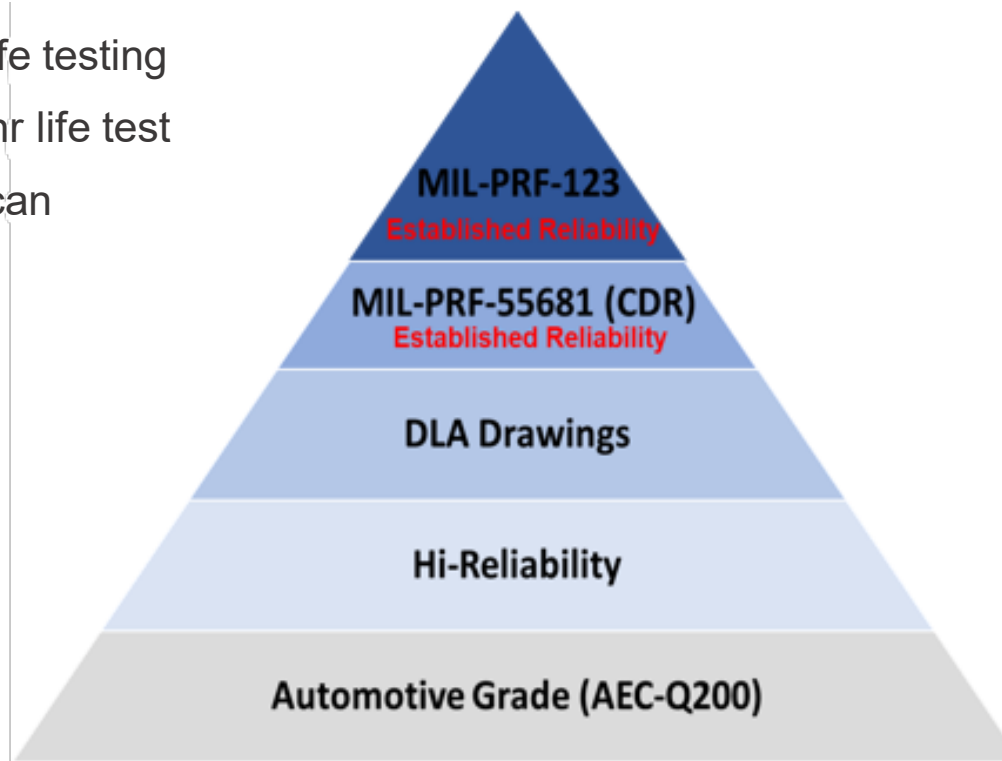 fe testing
hr life test
can
MIL-PRF-123
Established Reliability
MIL-PRF-55681 (CDR)
Established Reliability
DLA Drawings
Hi-Reliability
Automotive Grade (AEC-Q200)